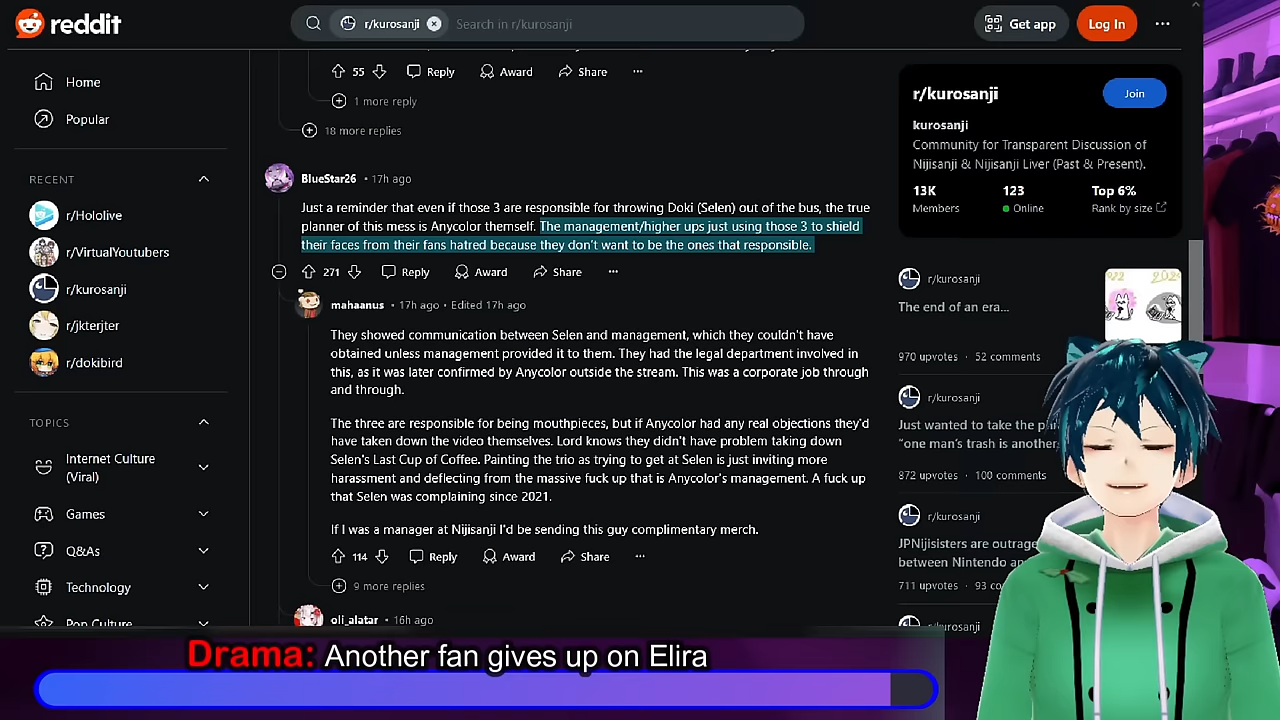 reddit
r/kurosanji
Search in r/kurosanji
Get app
Log In
Home
Popular
RECENT
r/Hololive
r/VirtualYoutubers
r/kurosanji
r/jkterjter
r/dokibird
TOPICS
Internet Culture
(Viral)
Games
Q&As
Technology
Pop Culture
55
Reply
Award
Share
1 more reply
18 more replies
BlueStar26 • 17h ago
Just a reminder that even if those 3 are responsible for throwing Doki (Selen) out of the bus, the true
planner of this mess is Anycolor themself. The management/higher ups just using those 3 to shield
their faces from their fans hatred because they don't want to be the ones that responsible.
271
Reply
Award
Share
mahaanus • 17h ago • Edited 17h ago
They showed communication between Selen and management, which they couldn't have
obtained unless management provided it to them. They had the legal department involved in
this, as it was later confirmed by Anycolor outside the stream. This was a corporate job through
and through.
The three are responsible for being mouthpieces, but if Anycolor had any real objections they'd
have taken down the video themselves. Lord knows they didn't have problem taking down
Selen's Last Cup of Coffee. Painting the trio as trying to get at Selen is just inviting more
harassment and deflecting from the massive fuck up that is Anycolor's management. A fuck up
that Selen was complaining since 2021.
If I was a manager at Nijisanji I'd be sending this guy complimentary merch.
114
Reply
Award
Share
9 more replies
oli_alatar • 16h ago
r/kurosanji
Join
kurosanji
Community for Transparent Discussion of
Nijisanji & Nijisanji Liver (Past & Present).
13K
123
Top 6%
Members
Online
Rank by size
r/kurosanji
The end of an era...
970 upvotes • 52 comments
r/kurosanji
Just wanted to take the
"one man's trash is another
872 upvotes • 100 comments
r/kurosanji
JPNijisisters are outrage
between Nintendo
711 upvotes • 93
r/kurosanji
Drama: Another fan gives up on Elira